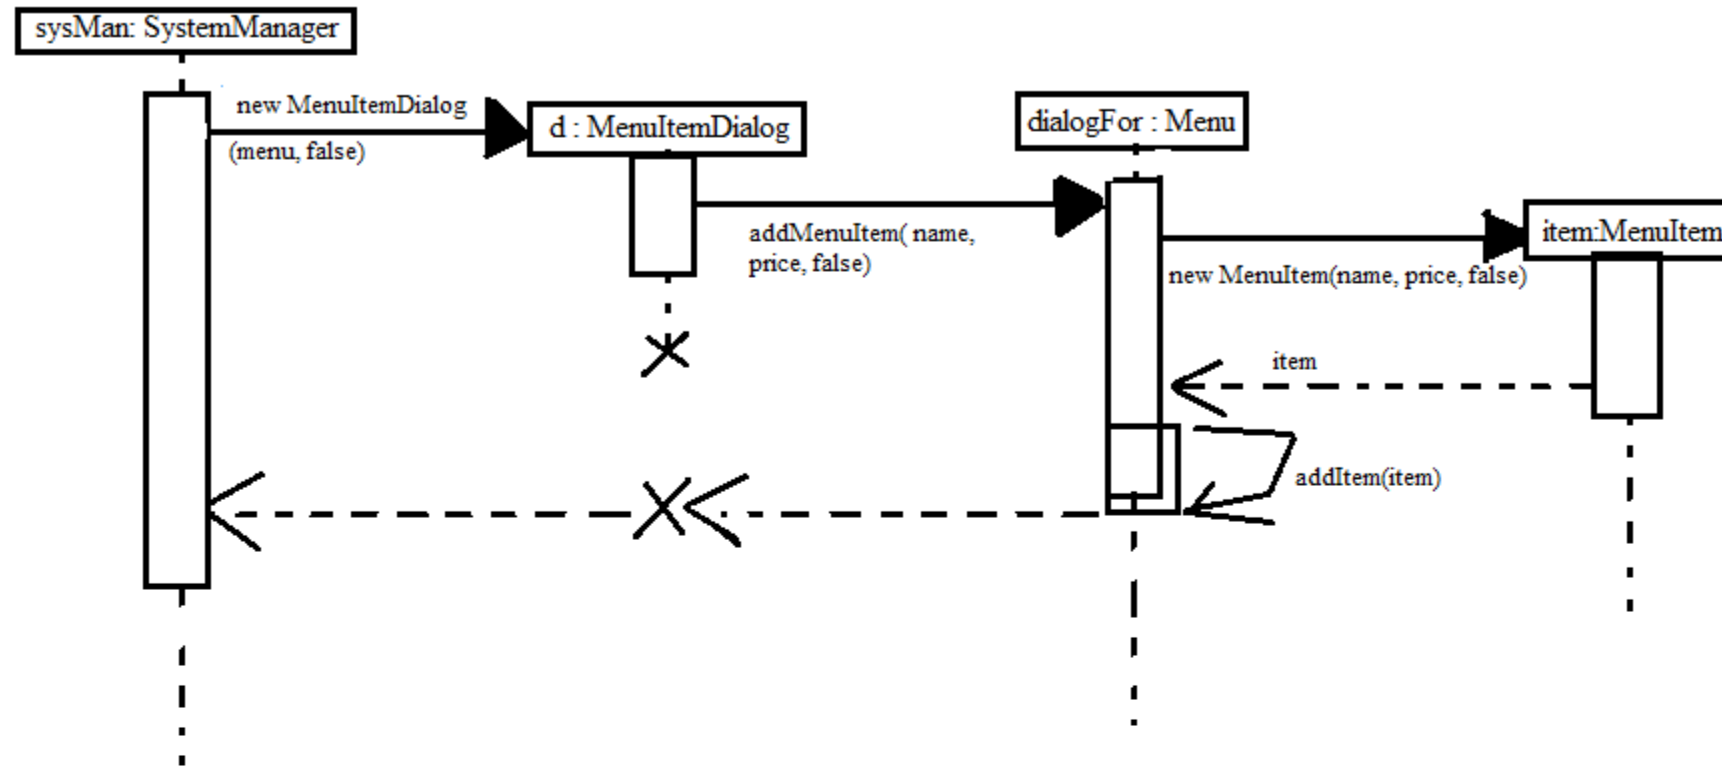 sysMan: SystemManager
new MenuItemDialog
(menu, false)
d : MenuItemDialog
dialogFor : Menu
addMenuItem( name,
price, false)
item:MenuItem
new MenuItem(name, price, false)
item
addItem(item)